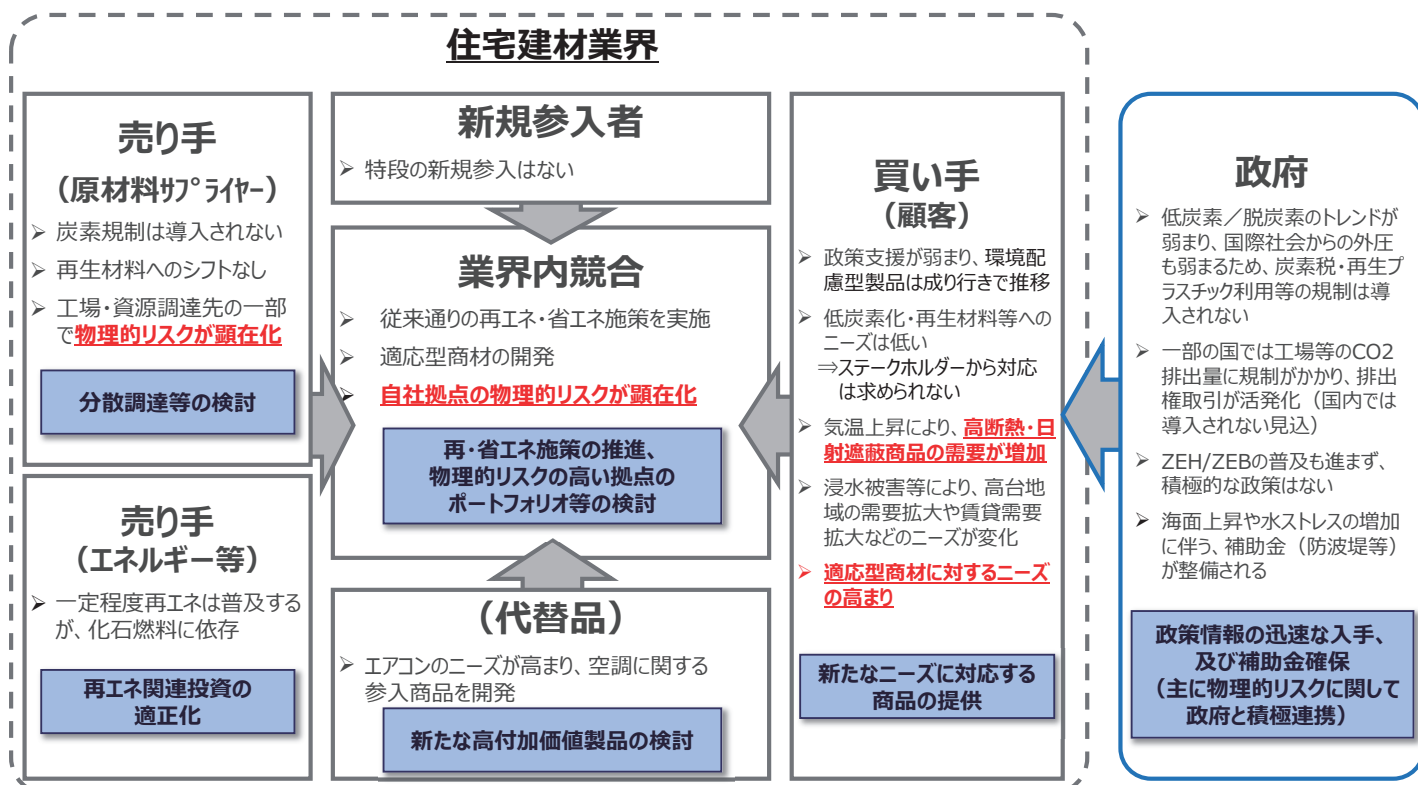 住宅建材業界
売り手
（原材料ｻﾌﾟﾗｲﾔｰ）
➢ 炭素規制は導入されない
➢ 再生材料へのシフトなし
➢ 工場・資源調達先の一部
で物理的リスクが顕在化
分散調達等の検討
売り手
（エネルギー等）
➢ 一定程度再エネは普及する
が、化石燃料に依存
再エネ関連投資の
適正化
新規参入者
➢ 特段の新規参入はない
業界内競合
➢ 従来通りの再エネ・省エネ施策を実施
➢ 適応型商材の開発
➢ 自社拠点の物理的リスクが顕在化
再・省エネ施策の推進、
物理的リスクの高い拠点の
ポートフォリオ等の検討
（代替品）
➢ エアコンのニーズが高まり、空調に関する
参入商品を開発
新たな高付加価値製品の検討
買い手
（顧客）
➢ 政策支援が弱まり、環境配
慮型製品は成り行きで推移
➢ 低炭素化・再生材料等への
ニーズは低い
⇒ステークホルダーから対応
は求められない
➢ 気温上昇により、高断熱・日
射遮蔽商品の需要が増加
➢ 浸水被害等により、高台地
域の需要拡大や賃貸需要
拡大などのニーズが変化
➢ 適応型商材に対するニーズ
の高まり
新たなニーズに対応する
商品の提供
政府
➢ 低炭素／脱炭素のトレンドが
弱まり、国際社会からの外圧
も弱まるため、炭素税・再生プ
ラスチック利用等の規制は導
入されない
➢ 一部の国では工場等のCO2
排出量に規制がかかり、排出
権取引が活発化（国内では
導入されない見込）
➢ ZEH/ZEBの普及も進まず、
積極的な政策はない
➢ 海面上昇や水ストレスの増加
に伴う、補助金（防波堤等）
が整備される
政策情報の迅速な入手、
及び補助金確保
（主に物理的リスクに関して
政府と積極連携）